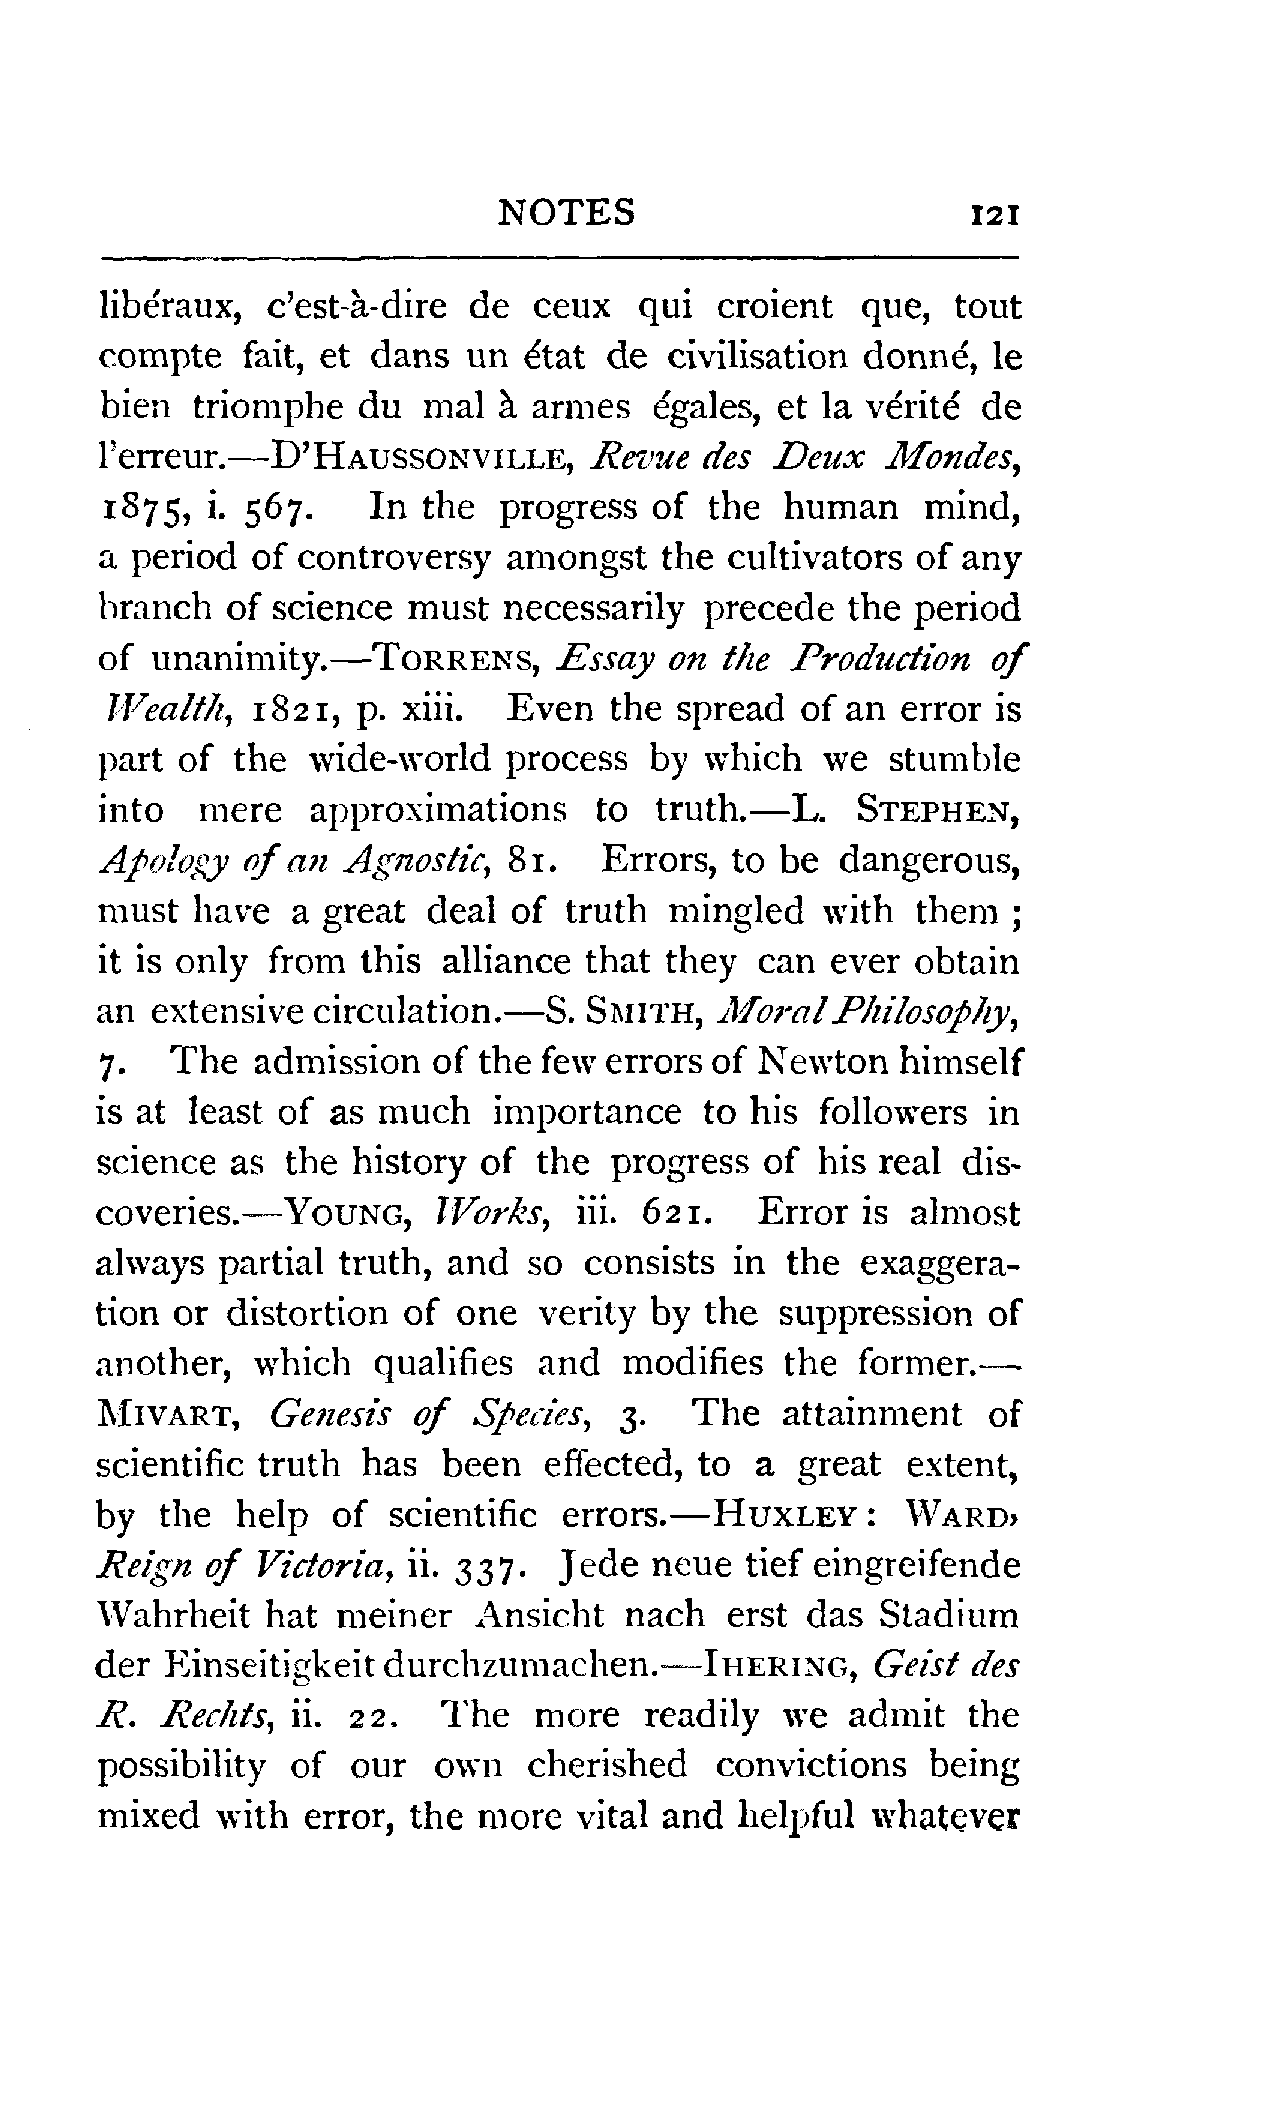 NOTES 121
libéraux, c'est-à-dire de ceux qui croient que, tout
compte fait, et dans un état de civilisation donné, le
bien triomphe du mal à armes égales, et la vérité de
l'erreur.—D'HAUSSONVILLE, Revue des Deux Mondes,
1875, i. 567. In the progress of the human mind,
a period of controversy amongst the cultivators of any
branch of science must necessarily precede the period
of unanimity.—TORRENS, Essay on the Production of
Wealth, 1821, p. xiii. Even the spread of an error is
part of the wide-world process by which we stumble
into mere approximations to truth.—L. STEPHEN,
Apology of an Agnostic, 81. Errors, to be dangerous,
must have a great deal of truth mingled with them ;
it is only from this alliance that they can ever obtain
an extensive circulation.—S. SMITH, Moral Philosophy,
7. The admission of the few errors of Newton himself
is at least of as much importance to his followers in
science as the history of the progress of his real dis-
coveries.—YOUNG, Works, iii. 621. Error is almost
always partial truth, and so consists in the exaggera-
tion or distortion of one verity by the suppression of
another, which qualifies and modifies the former.—
MIVART, Genesis of Species, 3. The attainment of
scientific truth has been effected, to a great extent,
by the help of scientific errors.—HUXLEY : WARD,
Reign of Victoria, ii. 337. Jede neue tief eingreifende
Wahrheit hat meiner Ansicht nach erst das Stadium
der Einseitigkeit durchzumachen.—IHERING, Geist des
R. Rechts, ii. 22. The more readily we admit the
possibility of our own cherished convictions being
mixed with error, the more vital and helpful whatever